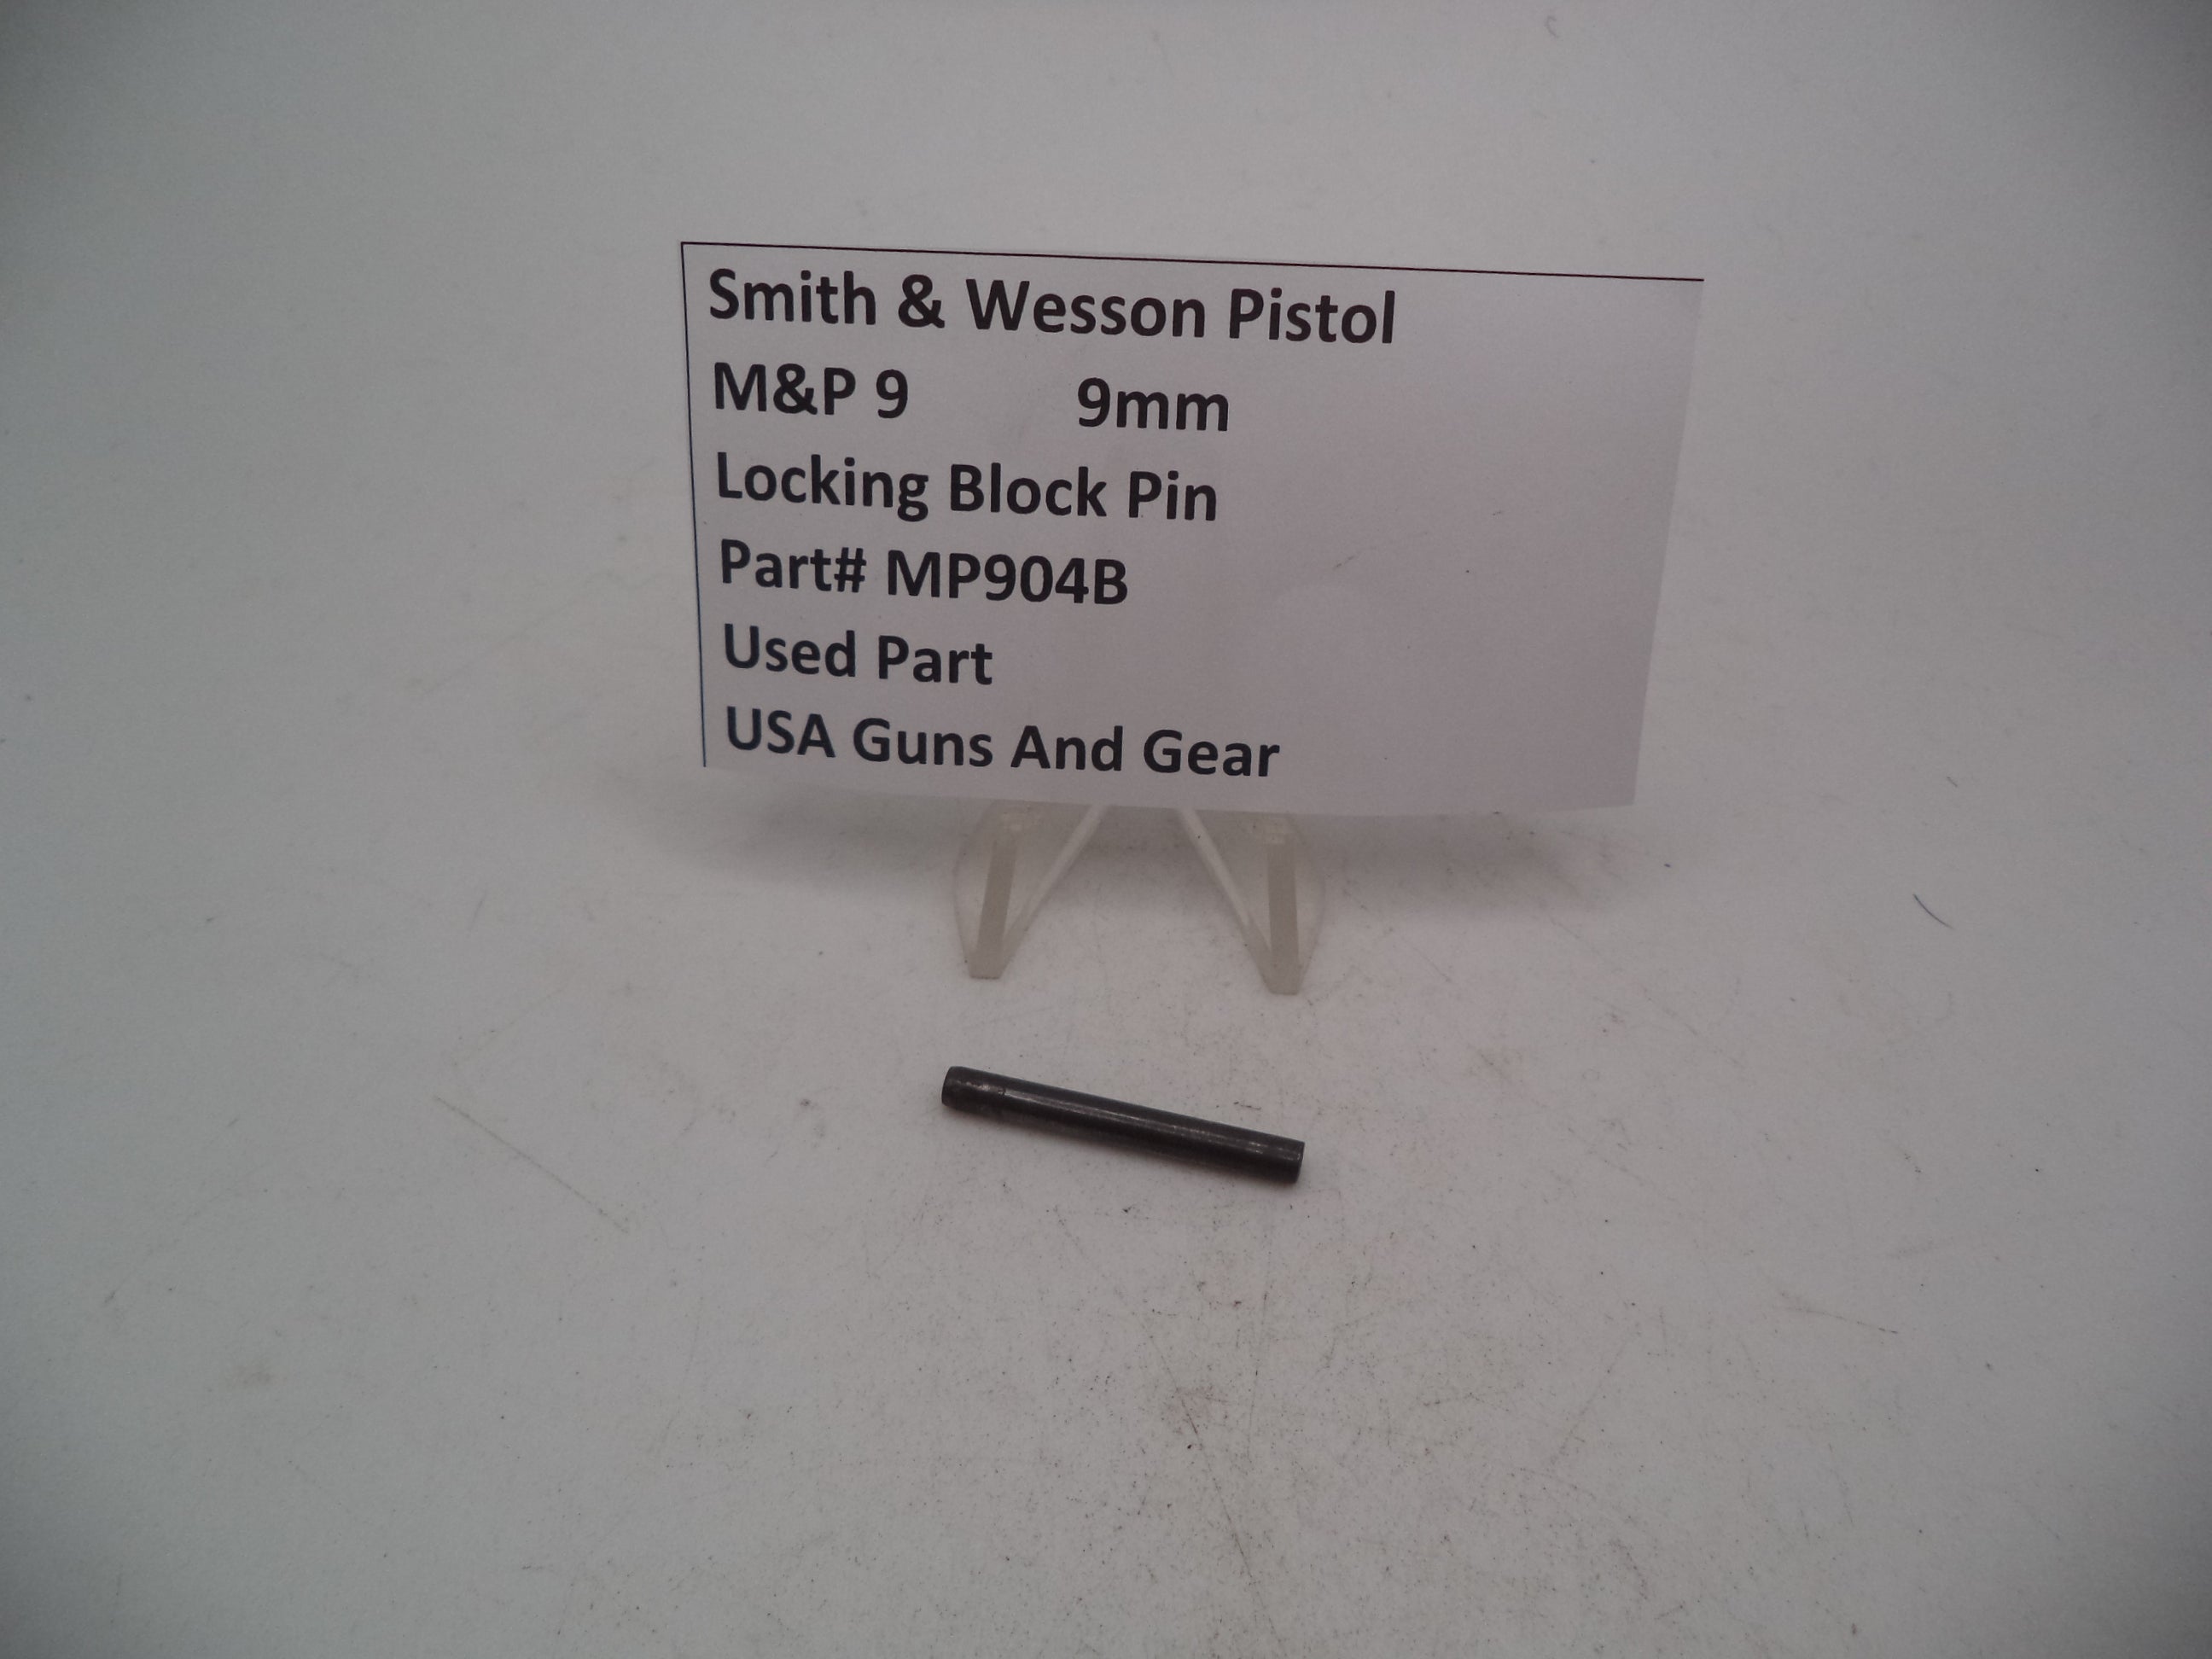 Smith & Wesson Pistol
M&P 9 9mm
Locking Block Pin
Part# MP904B
Used Part
USA Guns And Gear